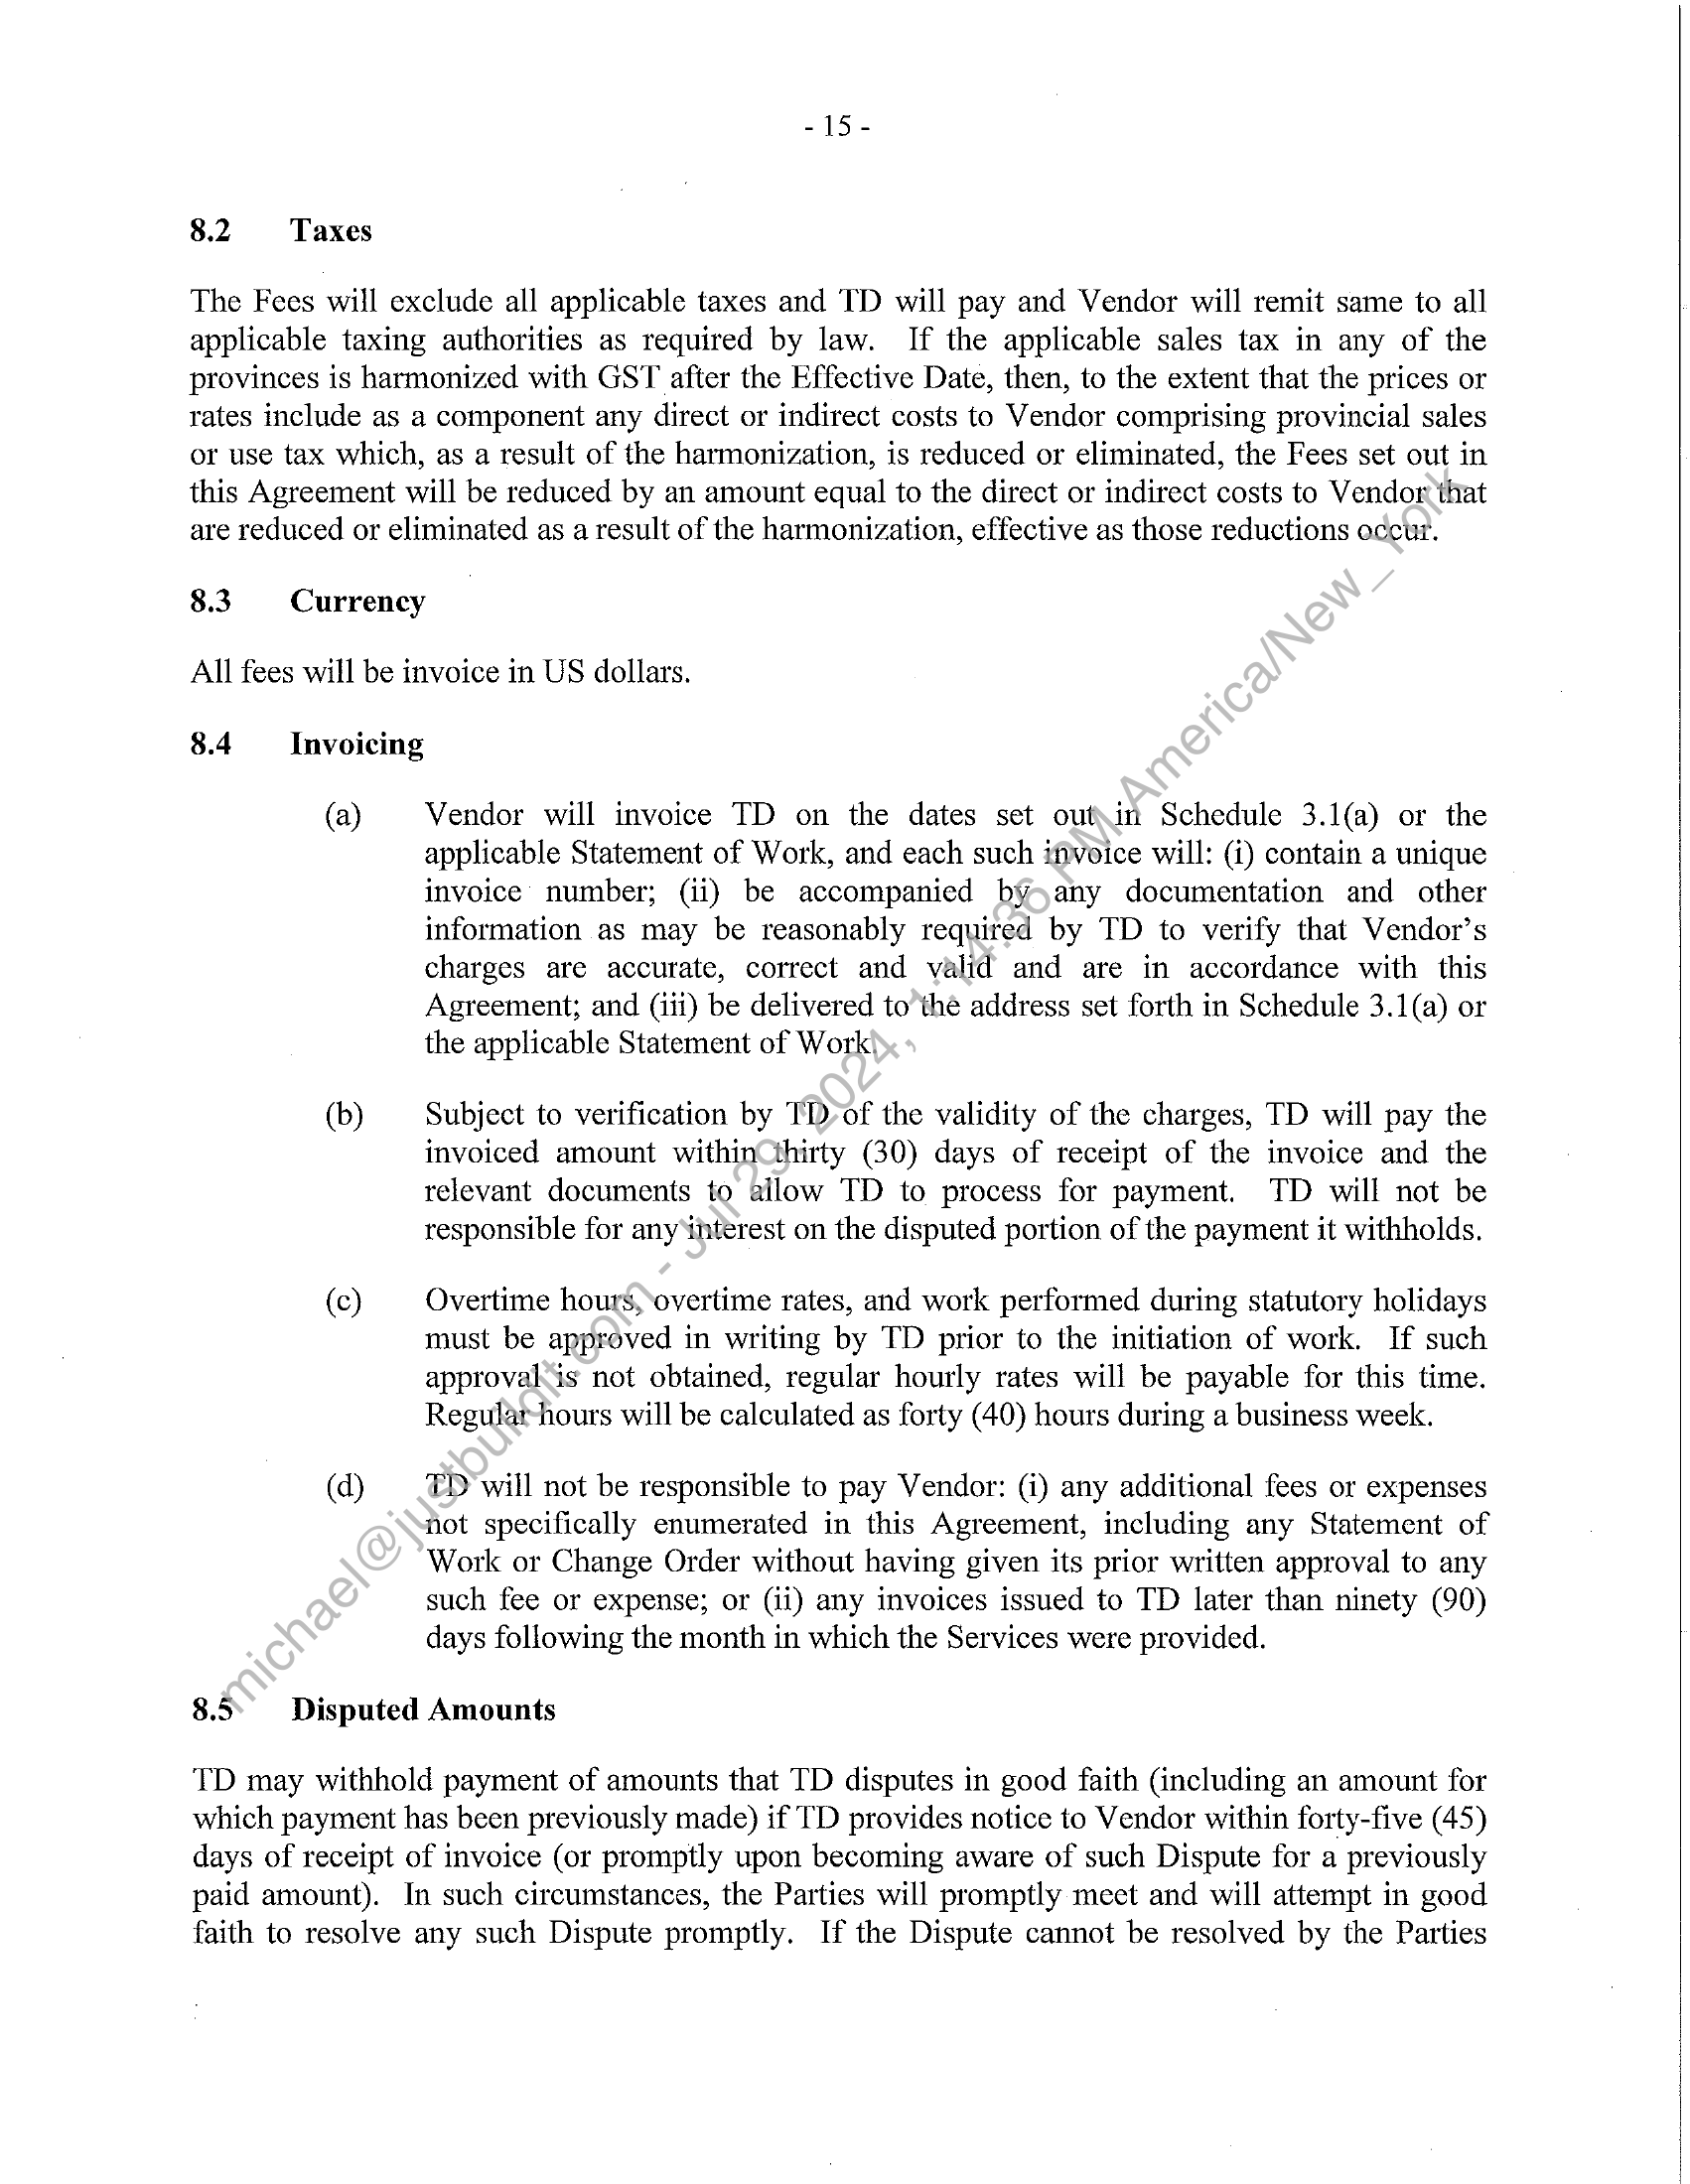 - 15 -
8.2 Taxes
The Fees will exclude all applicable taxes and TD will pay and Vendor will remit same to all
applicable taxing authorities as required by law. If the applicable sales tax in any of the
provinces is harmonized with GST after the Effective Date, then, to the extent that the prices or
rates include as a component any direct or indirect costs to Vendor comprising provincial sales
or use tax which, as a result of the harmonization, is reduced or eliminated, the Fees set out in
this Agreement will be reduced by an amount equal to the direct or indirect costs to Vendor that
are reduced or eliminated as a result of the harmonization, effective as those reductions occur.
8.3 Currency
All fees will be invoice in US dollars.
8.4 Invoicing
(a) Vendor will invoice TD on the dates set out in Schedule 3.1(a) or the
applicable Statement of Work, and each such invoice will: (i) contain a unique
invoice number; (ii) be accompanied by any documentation and other
information as may be reasonably required by TD to verify that Vendor's
charges are accurate, correct and valid and are in accordance with this
Agreement; and (iii) be delivered to the address set forth in Schedule 3.1(a) or
the applicable Statement of Work.
(b) Subject to verification by TD of the validity of the charges, TD will pay the
invoiced amount within thirty (30) days of receipt of the invoice and the
relevant documents to allow TD to process for payment. TD will not be
responsible for any interest on the disputed portion of the payment it withholds.
(c) Overtime hours, overtime rates, and work performed during statutory holidays
must be approved in writing by TD prior to the initiation of work. If such
approval is not obtained, regular hourly rates will be payable for this time.
Regular hours will be calculated as forty (40) hours during a business week.
(d) TD will not be responsible to pay Vendor: (i) any additional fees or expenses
not specifically enumerated in this Agreement, including any Statement of
Work or Change Order without having given its prior written approval to any
such fee or expense; or (ii) any invoices issued to TD later than ninety (90)
days following the month in which the Services were provided.
8.5 Disputed Amounts
TD may withhold payment of amounts that TD disputes in good faith (including an amount for
which payment has been previously made) if TD provides notice to Vendor within forty-five (45)
days of receipt of invoice (or promptly upon becoming aware of such Dispute for a previously
paid amount). In such circumstances, the Parties will promptly meet and will attempt in good
faith to resolve any such Dispute promptly. If the Dispute cannot be resolved by the Parties
michael@justbuildit.com - Jul 29, 2024, 1:14:36 PM America/New_York